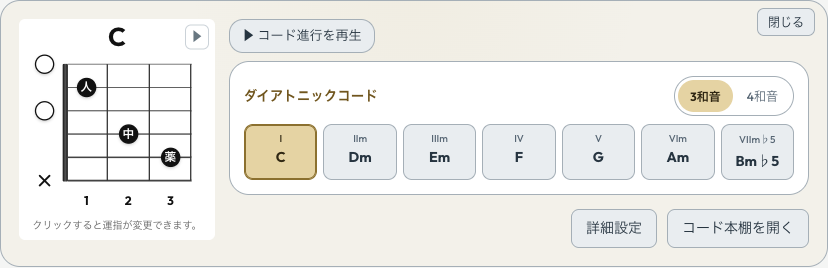 C
人
中
薬
×
1 2 3
クリックすると運指が変更できます。
▶ コード進行を再生
閉じる
ダイアトニックコード
3和音 4和音
I IIm IIIm IV V VIm VIIm♭5
C Dm Em F G Am Bm♭5
詳細設定 コード本棚を開く